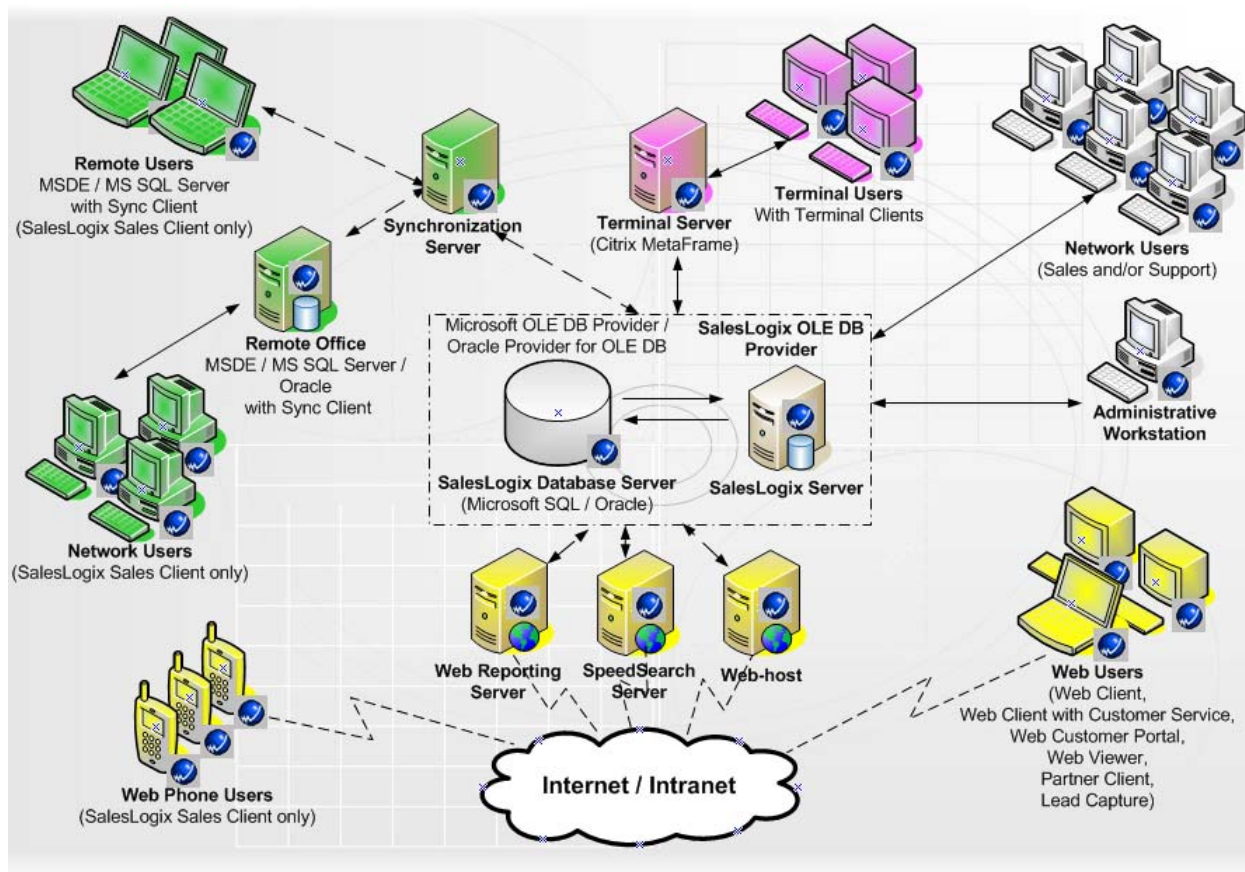 Remote Users
MSDE / MS SQL Server
with Sync Client
(SalesLogix Sales Client only)
Synchronization
Server
Terminal Server
(Citrix MetaFrame)
Terminal Users
With Terminal Clients
Network Users
(Sales and/or Support)
Remote Office
MSDE / MS SQL Server /
Oracle
with Sync Client
Microsoft OLE DB Provider /
Oracle Provider for OLE DB
SalesLogix OLE DB
Provider
SalesLogix Database Server
(Microsoft SQL / Oracle)
SalesLogix Server
Administrative
Workstation
Network Users
(SalesLogix Sales Client only)
Web Reporting
Server
SpeedSearch
Server
Web-host
Web Users
(Web Client,
Web Client with Customer Service,
Web Customer Portal,
Web Viewer,
Partner Client,
Lead Capture)
Web Phone Users
(SalesLogix Sales Client only)
Internet / Intranet